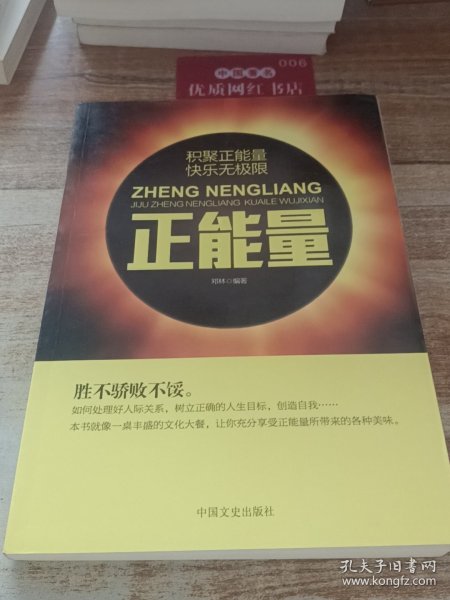 006
中国著名
优质网红书店
积聚正能量
快乐无极限
ZHENG NENGLIANG
JIJU ZHENG NENGLIANG KUAILE WUJIXIAN
正能量
邓林◎编著
胜不骄败不馁。
如何处理好人际关系，树立正确的人生目标，创造自我……
本书就像一桌丰盛的文化大餐，让你充分享受正能量所带来的各种美味。
中国文史出版社
孔夫子旧书网
www.kongfz.com